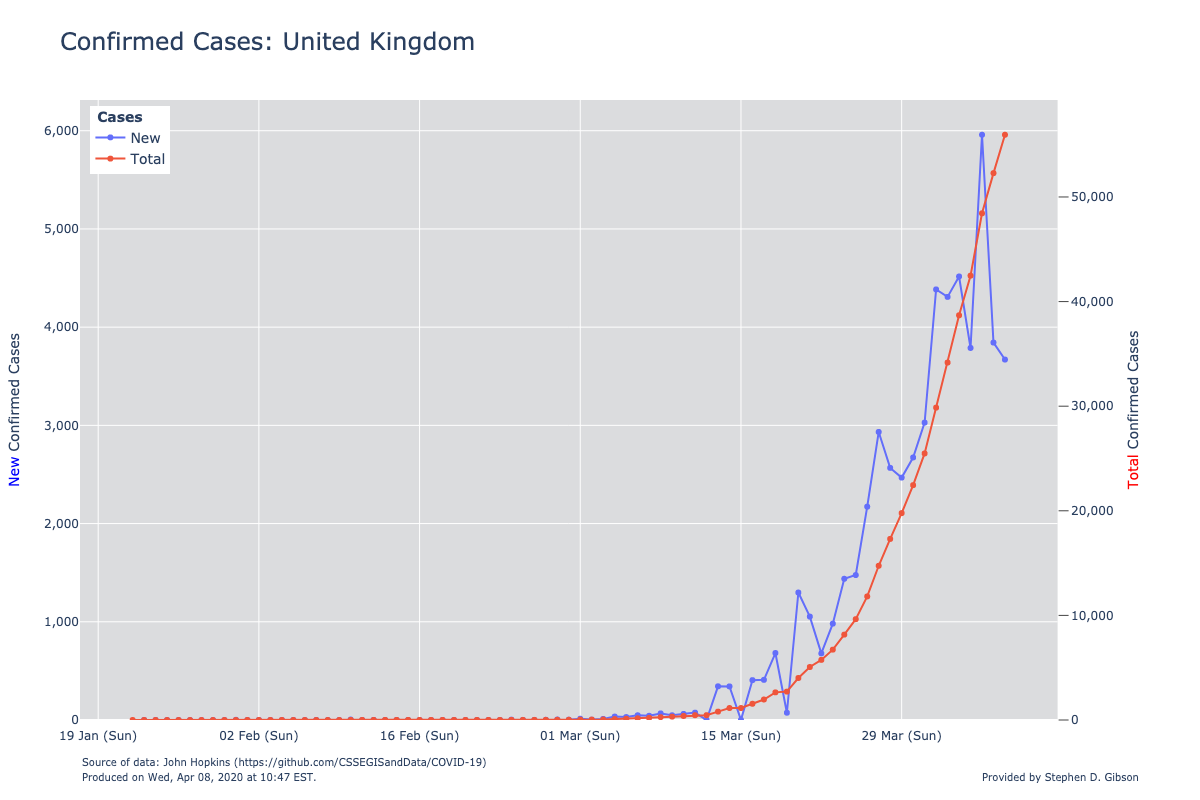 Confirmed Cases: United Kingdom
Cases
New
Total
6,000
5,000
4,000
3,000
2,000
1,000
0
50,000
40,000
30,000
20,000
10,000
0
New Confirmed Cases
Total Confirmed Cases
19 Jan (Sun)
02 Feb (Sun)
16 Feb (Sun)
01 Mar (Sun)
15 Mar (Sun)
29 Mar (Sun)
Source of data: John Hopkins (https://github.com/CSSEGISandData/COVID-19)
Produced on Wed, Apr 08, 2020 at 10:47 EST.
Provided by Stephen D. Gibson